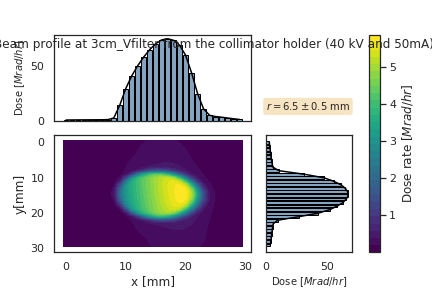 Beam profile at 3cm_Vfilter from the collimator holder (40 kV and 50mA)
Dose [Mrad/hr]
50
0
r = 6.5 ± 0.5 mm
0
10
20
30
y[mm]
0
10
20
30
x [mm]
0
50
Dose [Mrad/hr]
5
4
3
2
1
Dose rate [Mrad/hr]